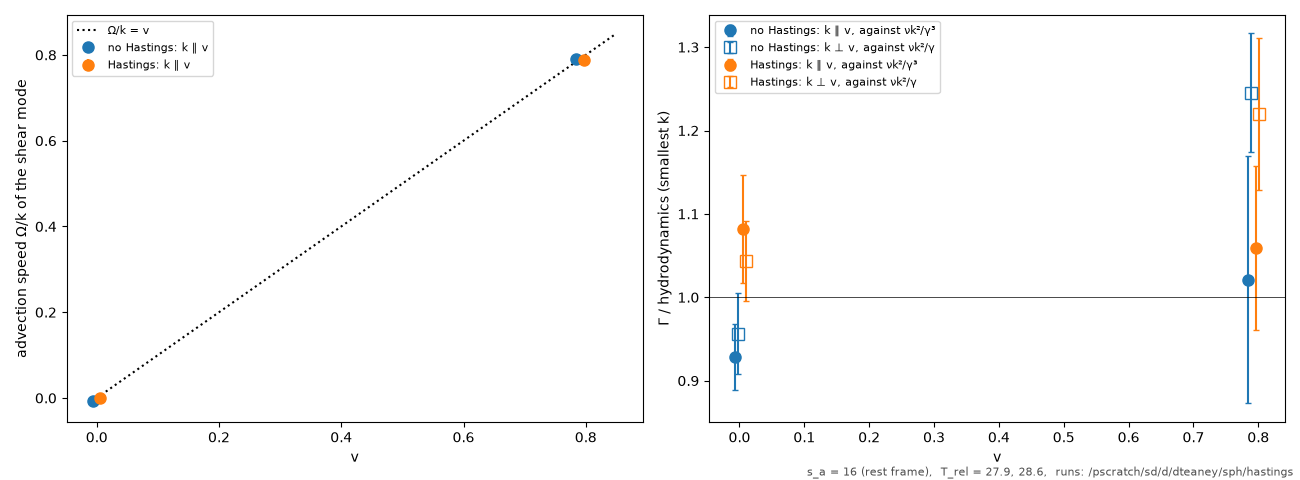 Ω/k = v
no Hastings: k ∥ v
Hastings: k ∥ v
advection speed Ω/k of the shear mode
0.8
0.6
0.4
0.2
0.0
0.0 0.2 0.4 0.6 0.8
v
no Hastings: k ∥ v, against νk²/γ³
no Hastings: k ⊥ v, against νk²/γ
Hastings: k ∥ v, against νk²/γ³
Hastings: k ⊥ v, against νk²/γ
Γ / hydrodynamics (smallest k)
1.3
1.2
1.1
1.0
0.9
0.0 0.1 0.2 0.3 0.4 0.5 0.6 0.7 0.8
v
s_a = 16 (rest frame), T_rel = 27.9, 28.6, runs: /pscratch/sd/d/dteaney/sph/hastings